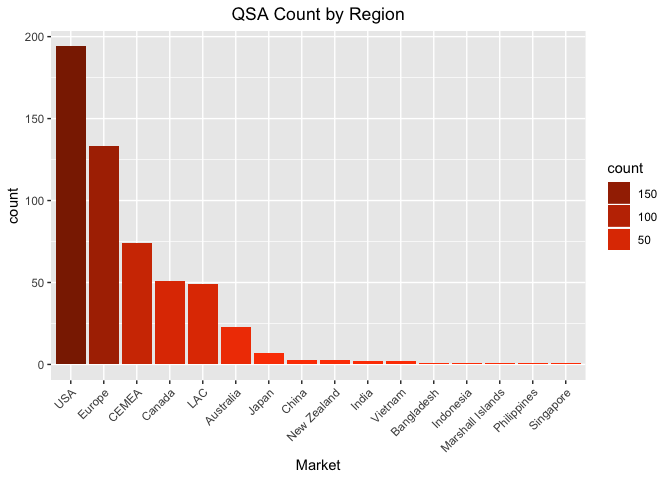 QSA Count by Region
200
150
100
50
0
count
USA
Europe
CEMEA
Canada
LAC
Australia
Japan
China
New Zealand
India
Vietnam
Bangladesh
Indonesia
Marshall Islands
Philippines
Singapore
Market
count
150
100
50